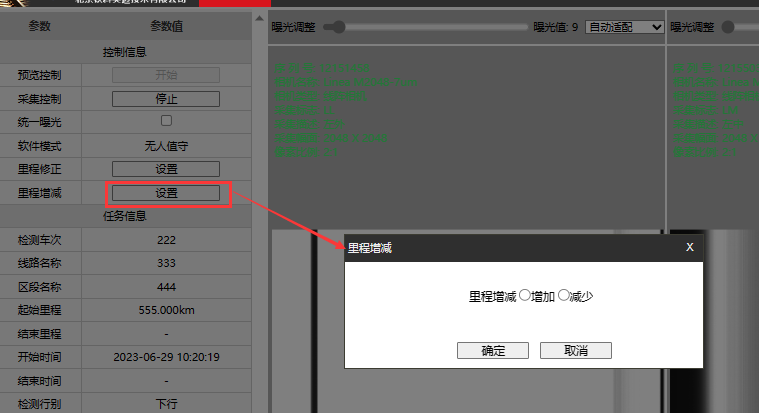 参数 参数值
控制信息
预览控制 开始
采集控制 停止
统一曝光
软件模式 无人值守
里程修正 设置
里程增减 设置
任务信息
检测车次 222
线路名称 333
区段名称 444
起始里程 555.000km
结束里程 -
开始时间 2023-06-29 10:20:19
结束时间 -
检测行别 下行
曝光调整 曝光值: 9 自动适配 曝光调整
里程增减 X
里程增减 增加 减少
确定 取消